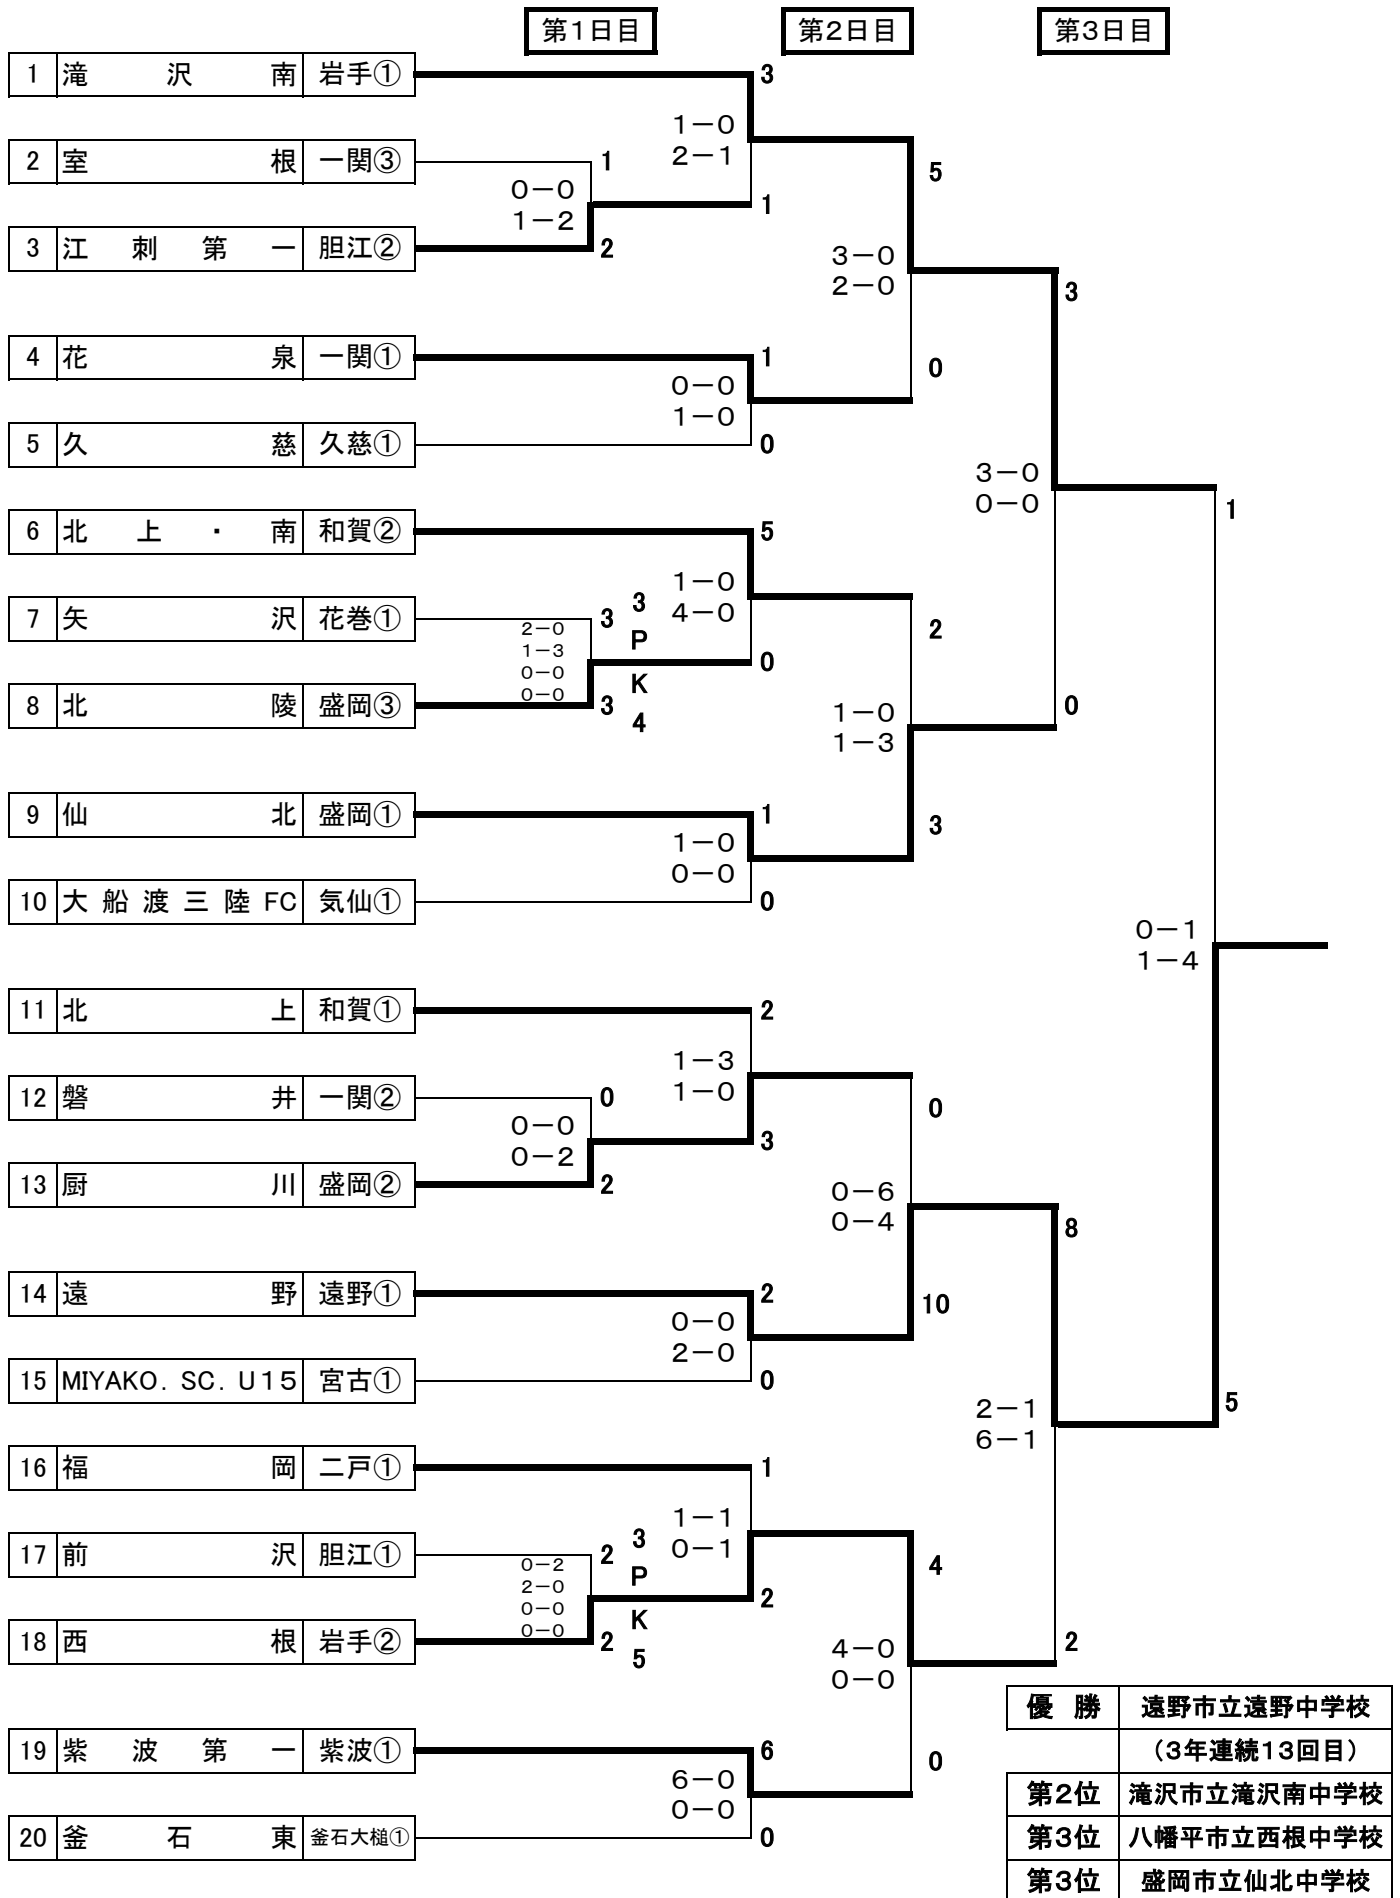 第1日目 第2日目 第3日目
1 滝沢南 岩手① 3
1－0
2 室根 一関③ 1 2－1 5
0－0
1－2 1
3 江刺第一 胆江② 2
3－0
2－0 3
4 花泉 一関① 1
0－0 0
1－0
5 久慈 久慈① 0
3－0
0－0 1
6 北上・南 和賀② 5
1－0
7 矢沢 花巻① 3 3 4－0 2
2－0 P
1－3 0
0－0 K
0－0
8 北陵 盛岡③ 3 4 1－0 0
1－3
9 仙北 盛岡① 1 3
1－0
0－0
10 大船渡三陸FC 気仙① 0
0－1
1－4
11 北上 和賀① 2
1－3
12 磐井 一関② 0 1－0 0
0－0
0－2 3
13 厨川 盛岡② 2
0－6
0－4 8
14 遠野 遠野① 2 10
0－0
2－0
15 MIYAKO. SC. U15 宮古① 0
2－1 5
6－1
16 福岡 二戸① 1
1－1
17 前沢 胆江① 2 3 0－1 4
0－2 P
2－0 2
0－0 K
0－0
18 西根 岩手② 2 5 4－0 2
0－0
優勝 遠野市立遠野中学校
19 紫波第一 紫波① 6 0 （3年連続13回目）
6－0
0－0 第2位 滝沢市立滝沢南中学校
20 釜石東 釜石大槌① 0 第3位 八幡平市立西根中学校
第3位 盛岡市立仙北中学校